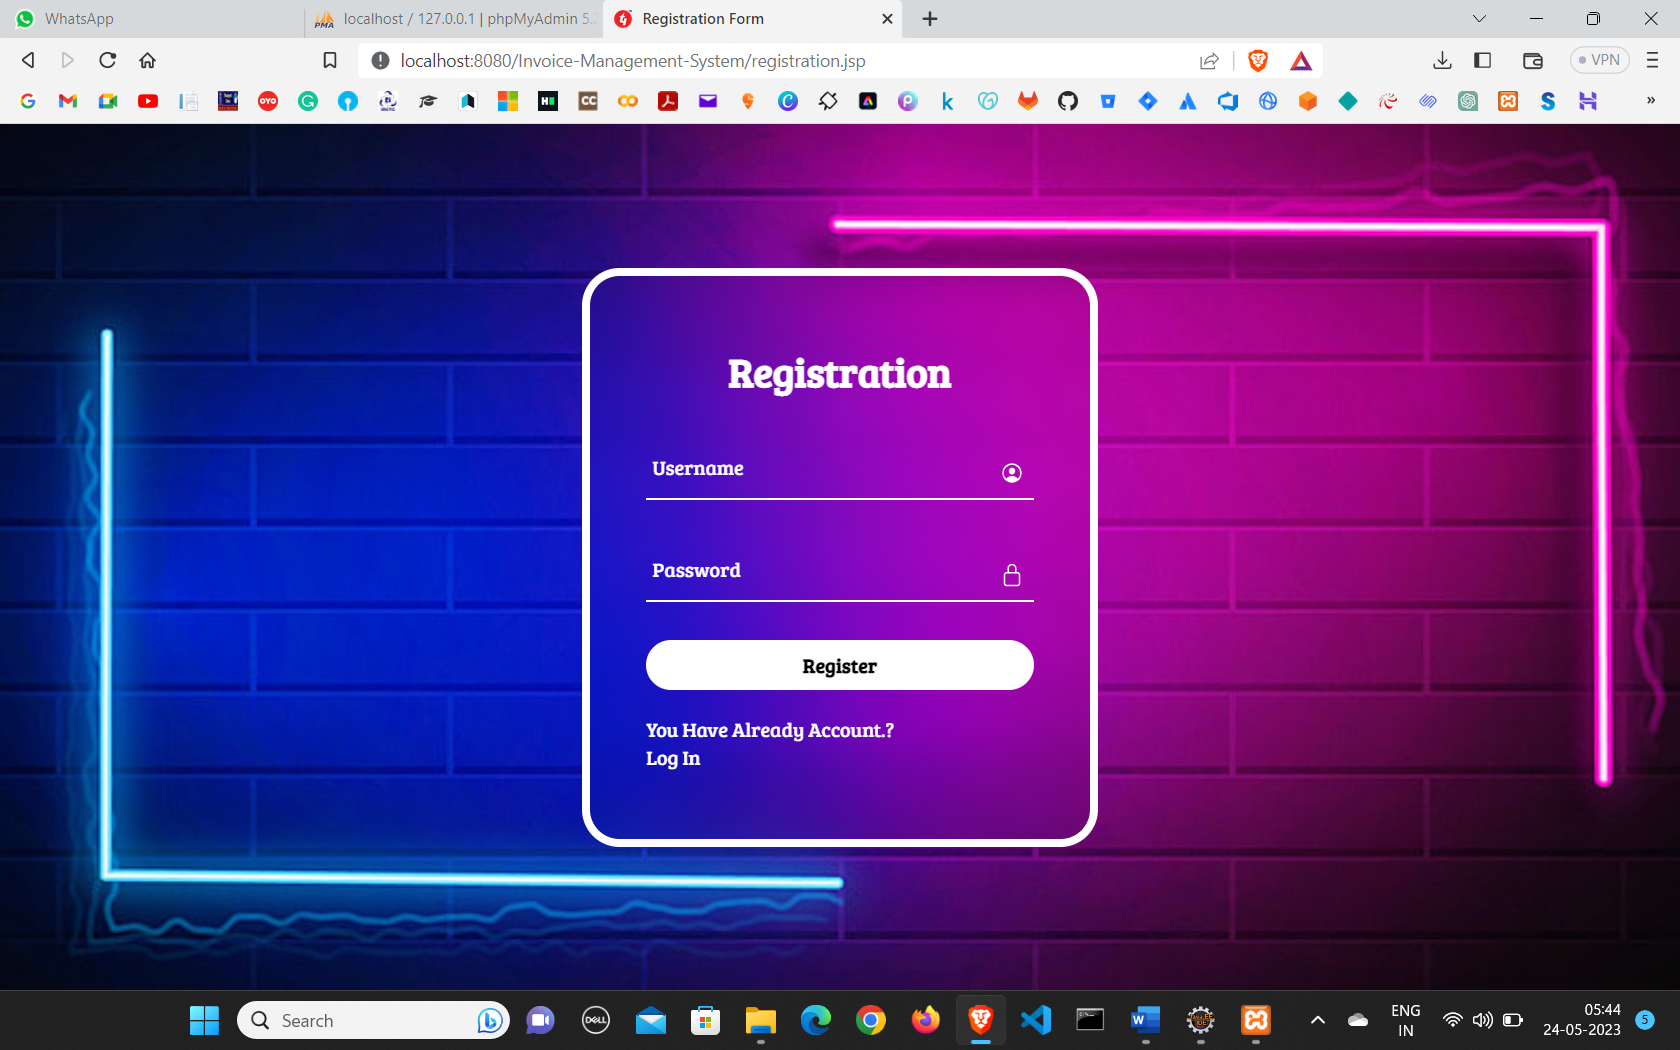 WhatsApp
localhost / 127.0.0.1 | phpMyAdmin 5.
Registration Form
localhost:8080/Invoice-Management-System/registration.jsp
VPN
Registration
Username
Password
Register
You Have Already Account.?
Log In
Search
ENG
IN
05:44
24-05-2023
5